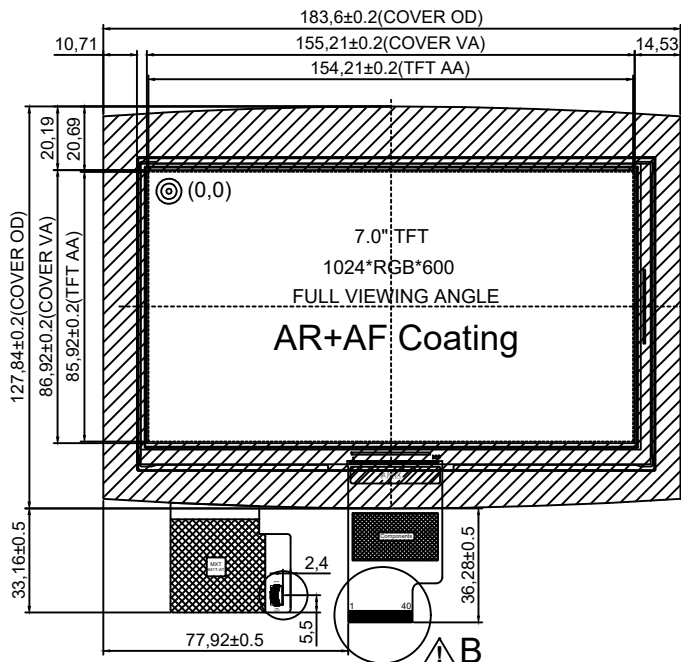 183,6±0.2(COVER OD)
10,71
155,21±0.2(COVER VA)
14,53
154,21±0.2(TFT AA)
20,19
20,69
127,84±0.2(COVER OD)
86,92±0.2(COVER VA)
85,92±0.2(TFT AA)
(0,0)
7.0" TFT
1024*RGB*600
FULL VIEWING ANGLE
AR+AF Coating
33,16±0.5
MXT
Components
36,28±0.5
2,4
5,5
1 40
77,92±0.5
B